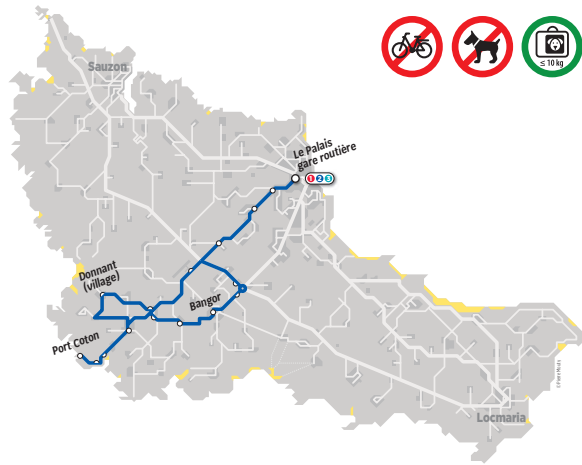 ≤ 10 kg
Sauzon
Le Palais
gare routière
1 2 3
Donnant
(village)
Bangor
Port Coton
Locmaria